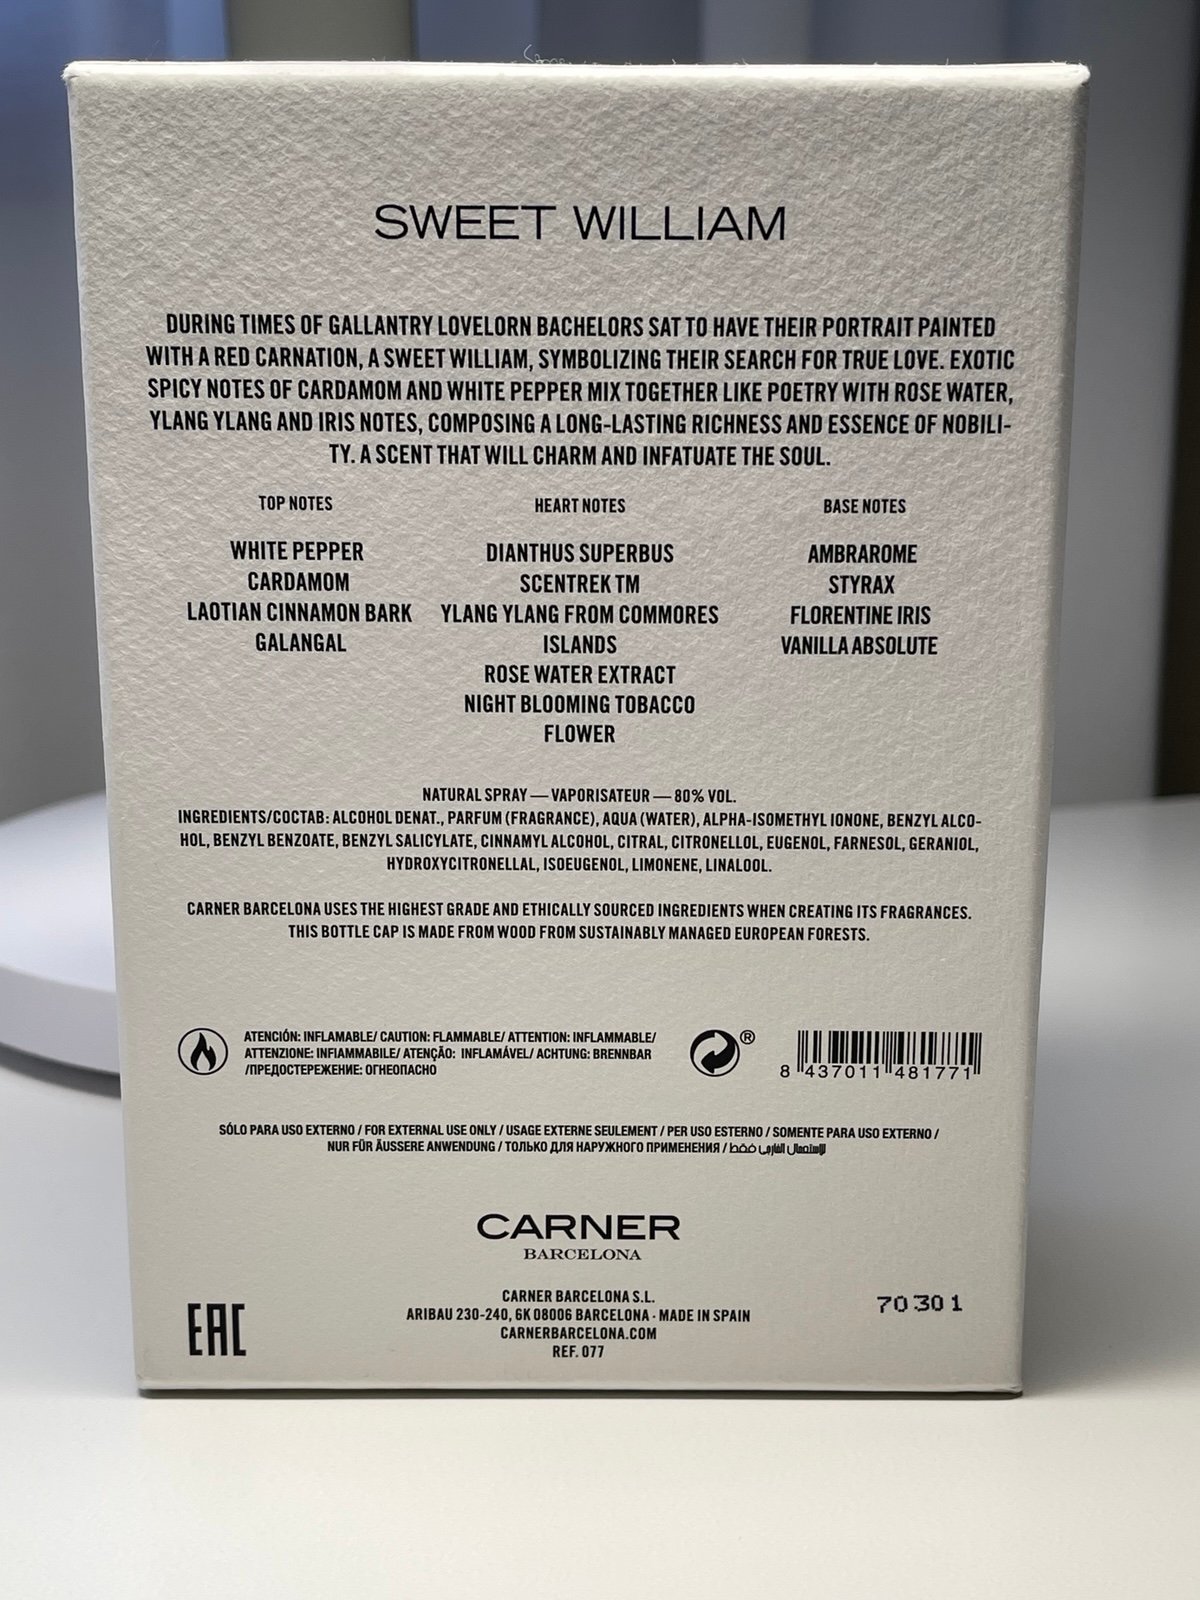 SWEET WILLIAM
DURING TIMES OF GALLANTRY LOVELORN BACHELORS SAT TO HAVE THEIR PORTRAIT PAINTED
WITH A RED CARNATION, A SWEET WILLIAM, SYMBOLIZING THEIR SEARCH FOR TRUE LOVE. EXOTIC
SPICY NOTES OF CARDAMOM AND WHITE PEPPER MIX TOGETHER LIKE POETRY WITH ROSE WATER,
YLANG YLANG AND IRIS NOTES, COMPOSING A LONG-LASTING RICHNESS AND ESSENCE OF NOBILI-
TY. A SCENT THAT WILL CHARM AND INFATUATE THE SOUL.
TOP NOTES
WHITE PEPPER
CARDAMOM
LAOTIAN CINNAMON BARK
GALANGAL
HEART NOTES
DIANTHUS SUPERBUS
SCENTREK TM
YLANG YLANG FROM COMMORES
ISLANDS
ROSE WATER EXTRACT
NIGHT BLOOMING TOBACCO
FLOWER
BASE NOTES
AMBRAROME
STYRAX
FLORENTINE IRIS
VANILLA ABSOLUTE
NATURAL SPRAY — VAPORISATEUR — 80% VOL.
INGREDIENTS/СОСТАВ: ALCOHOL DENAT., PARFUM (FRAGRANCE), AQUA (WATER), ALPHA-ISOMETHYL IONONE, BENZYL ALCO-
HOL, BENZYL BENZOATE, BENZYL SALICYLATE, CINNAMYL ALCOHOL, CITRAL, CITRONELLOL, EUGENOL, FARNESOL, GERANIOL,
HYDROXYCITRONELLAL, ISOEUGENOL, LIMONENE, LINALOOL.
CARNER BARCELONA USES THE HIGHEST GRADE AND ETHICALLY SOURCED INGREDIENTS WHEN CREATING ITS FRAGRANCES.
THIS BOTTLE CAP IS MADE FROM WOOD FROM SUSTAINABLY MANAGED EUROPEAN FORESTS.
ATENCIÓN: INFLAMABLE/ CAUTION: FLAMMABLE/ ATTENTION: INFLAMMABLE/
ATTENZIONE: INFIAMMABILE/ ATENÇÃO: INFLAMÁVEL/ ACHTUNG: BRENNBAR
/ПРЕДОСТЕРЕЖЕНИЕ: ОГНЕОПАСНО
®
8 437011 481771
SÓLO PARA USO EXTERNO / FOR EXTERNAL USE ONLY / USAGE EXTERNE SEULEMENT / PER USO ESTERNO / SOMENTE PARA USO EXTERNO /
NUR FÜR ÄUSSERE ANWENDUNG / ТОЛЬКО ДЛЯ НАРУЖНОГО ПРИМЕНЕНИЯ / للإستعمال الخارجي فقط
CARNER
BARCELONA
CARNER BARCELONA S.L.
ARIBAU 230-240, 6K 08006 BARCELONA · MADE IN SPAIN
CARNERBARCELONA.COM
REF. 077
EAC
70301